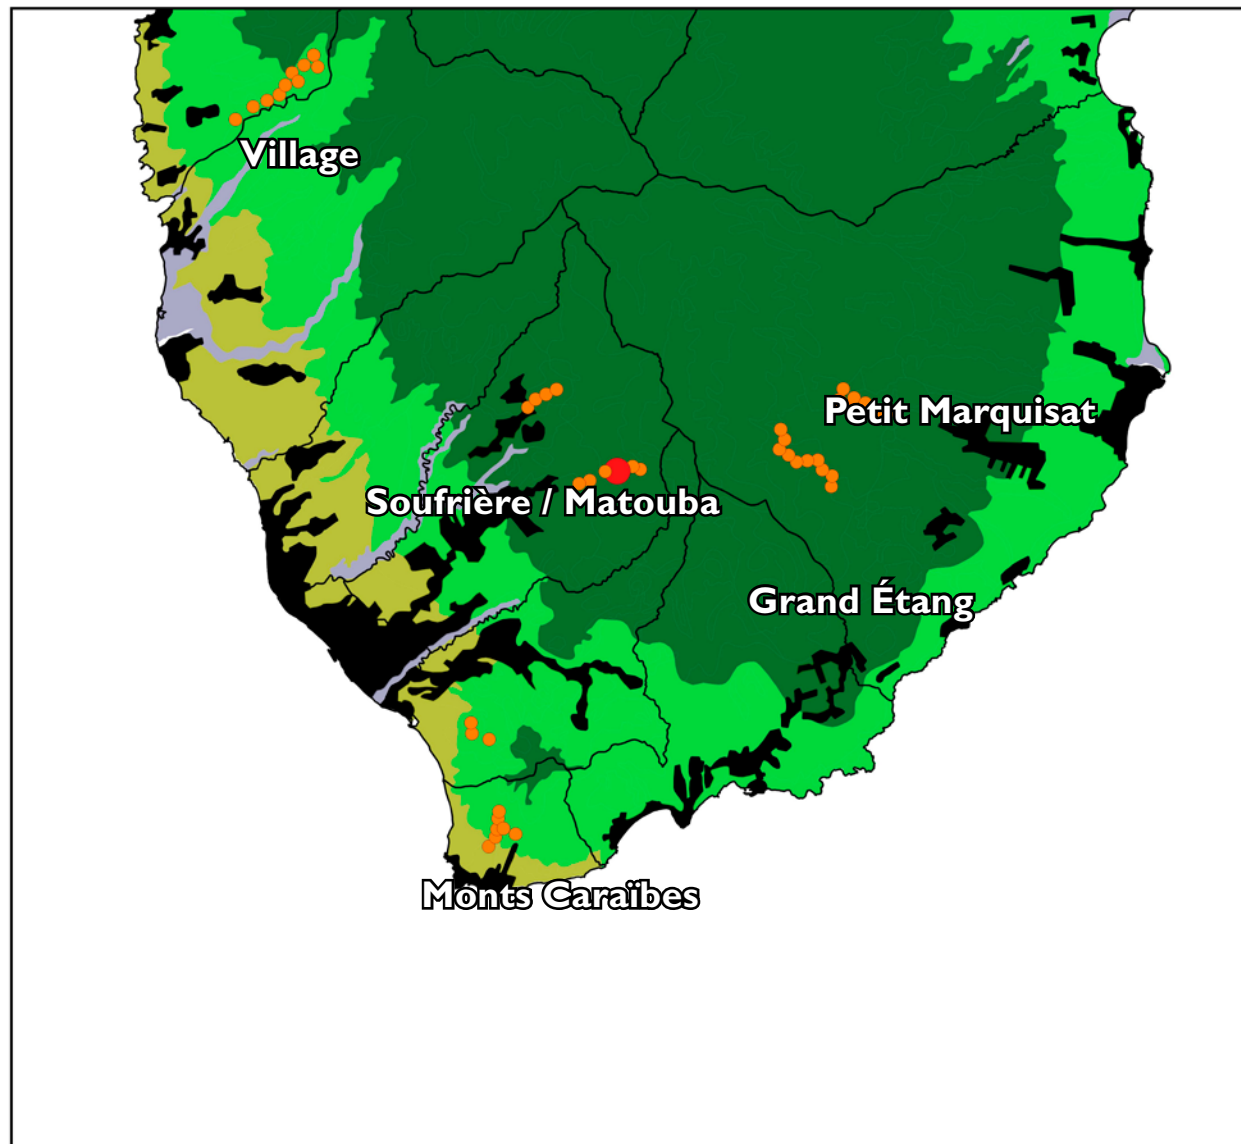 Village
Petit Marquisat
Soufrière / Matouba
Grand Étang
Monts Caraïbes